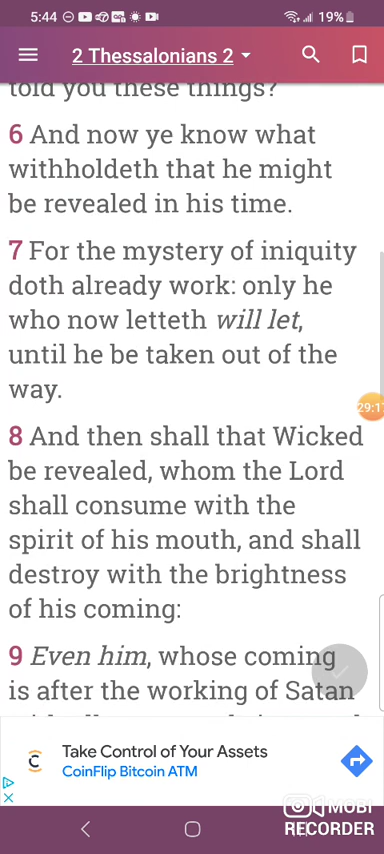 5:44 19%
2 Thessalonians 2
told you these things?
6 And now ye know what
withholdeth that he might
be revealed in his time.
7 For the mystery of iniquity
doth already work: only he
who now letteth will let,
until he be taken out of the
way.
29:1
8 And then shall that Wicked
be revealed, whom the Lord
shall consume with the
spirit of his mouth, and shall
destroy with the brightness
of his coming:
9 Even him, whose coming
is after the working of Satan
Take Control of Your Assets
CoinFlip Bitcoin ATM
MOBI
RECORDER